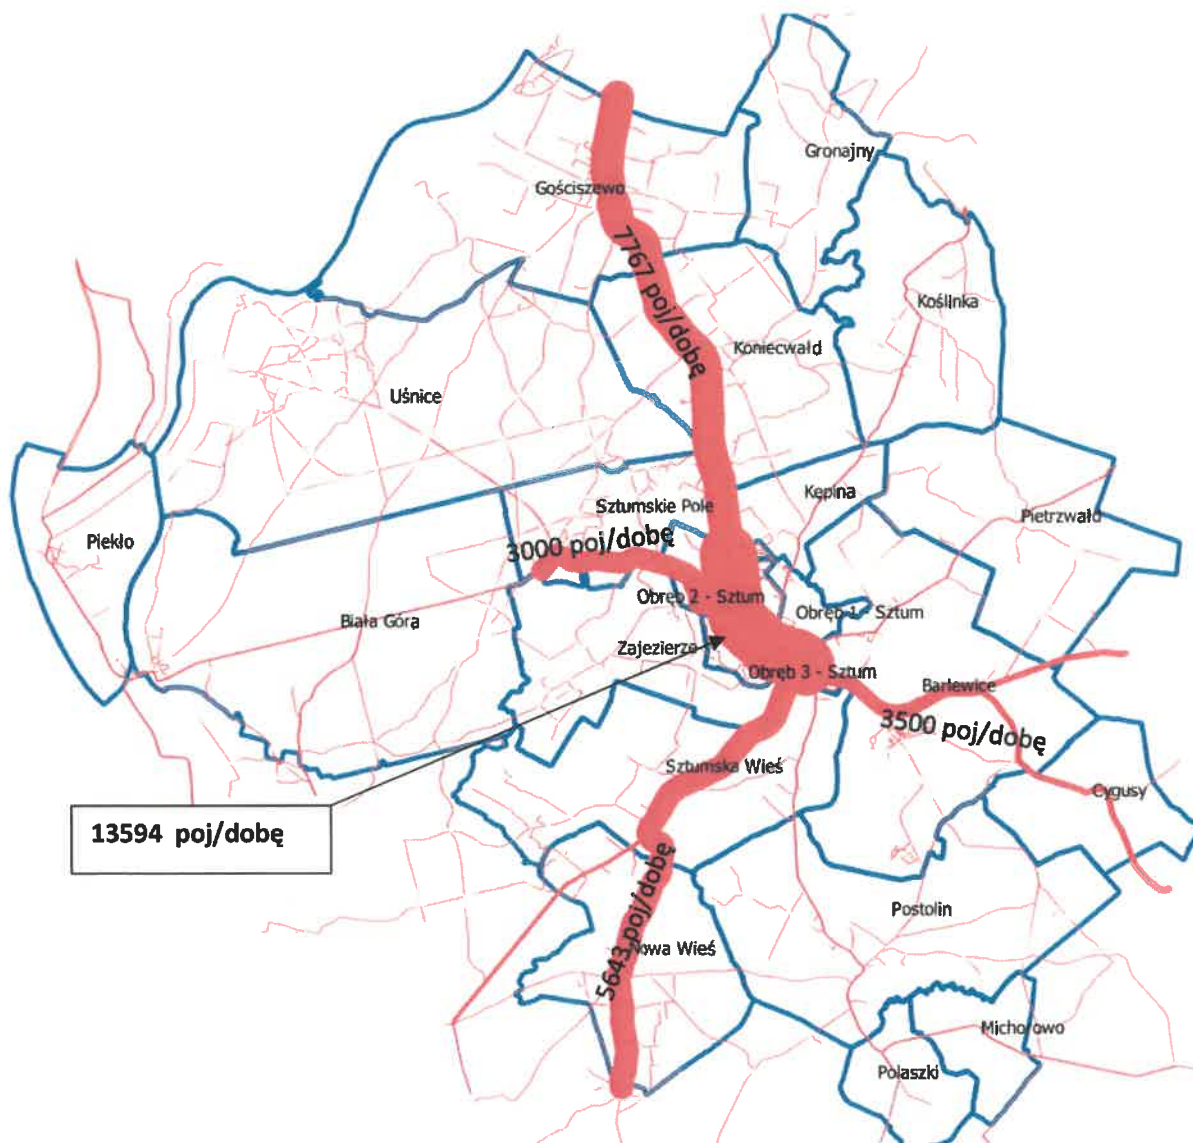 Gronajny
Gościszewo
7767 poj/dobę
Koślinka
Koniecwałd
Uśnice
Kępina
Sztumskie Pole
Pietrzwałd
Piekło
3000 poj/dobę
Obręb 2 - Sztum
Obręb 1 - Sztum
Biała Góra
Zajezierze
Obręb 3 - Sztum
Barlewice
3500 poj/dobę
Sztumska Wieś
Cygusy
13594 poj/dobę
Postolin
5643 poj/dobę
Nowa Wieś
Michorowo
Polaszki